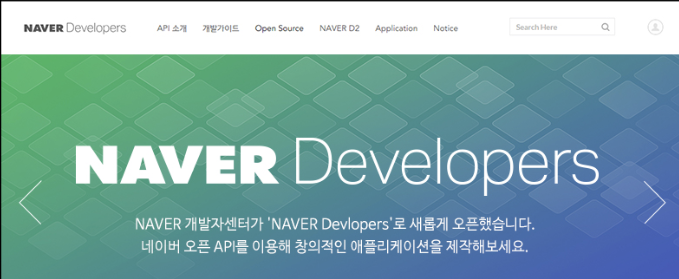 NAVER Developers
API 소개 개발가이드 Open Source NAVER D2 Application Notice Search Here
NAVER Developers
NAVER 개발자센터가 'NAVER Devlopers'로 새롭게 오픈했습니다.
네이버 오픈 API를 이용해 창의적인 애플리케이션을 제작해보세요.